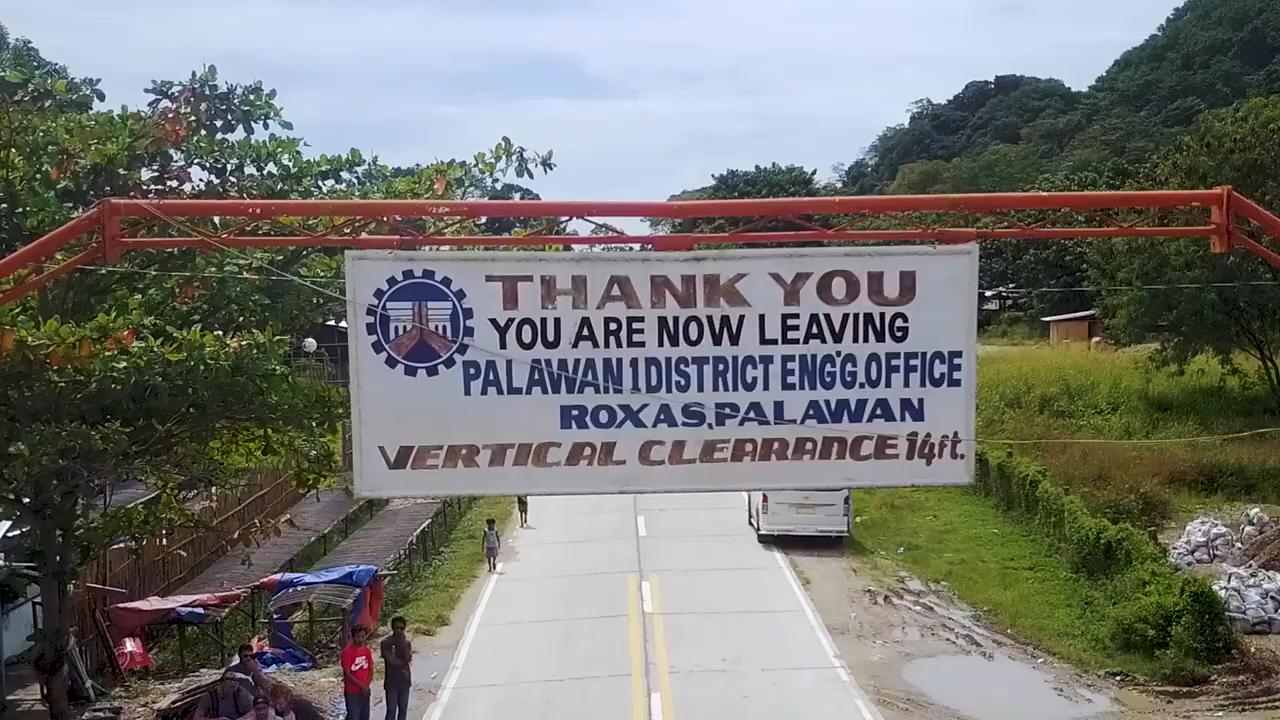 THANK YOU
YOU ARE NOW LEAVING
PALAWAN 1 DISTRICT ENG'G. OFFICE
ROXAS, PALAWAN
VERTICAL CLEARANCE 14ft.